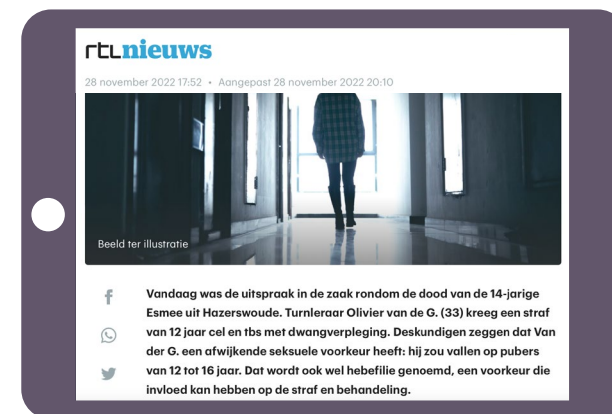 rtlnieuws
28 november 2022 17:52 • Aangepast 28 november 2022 20:10
Beeld ter illustratie
Vandaag was de uitspraak in de zaak rondom de dood van de 14-jarige
Esmee uit Hazerswoude. Turnleraar Olivier van de G. (33) kreeg een straf
van 12 jaar cel en tbs met dwangverpleging. Deskundigen zeggen dat Van
der G. een afwijkende seksuele voorkeur heeft: hij zou vallen op pubers
van 12 tot 16 jaar. Dat wordt ook wel hebefilie genoemd, een voorkeur die
invloed kan hebben op de straf en behandeling.